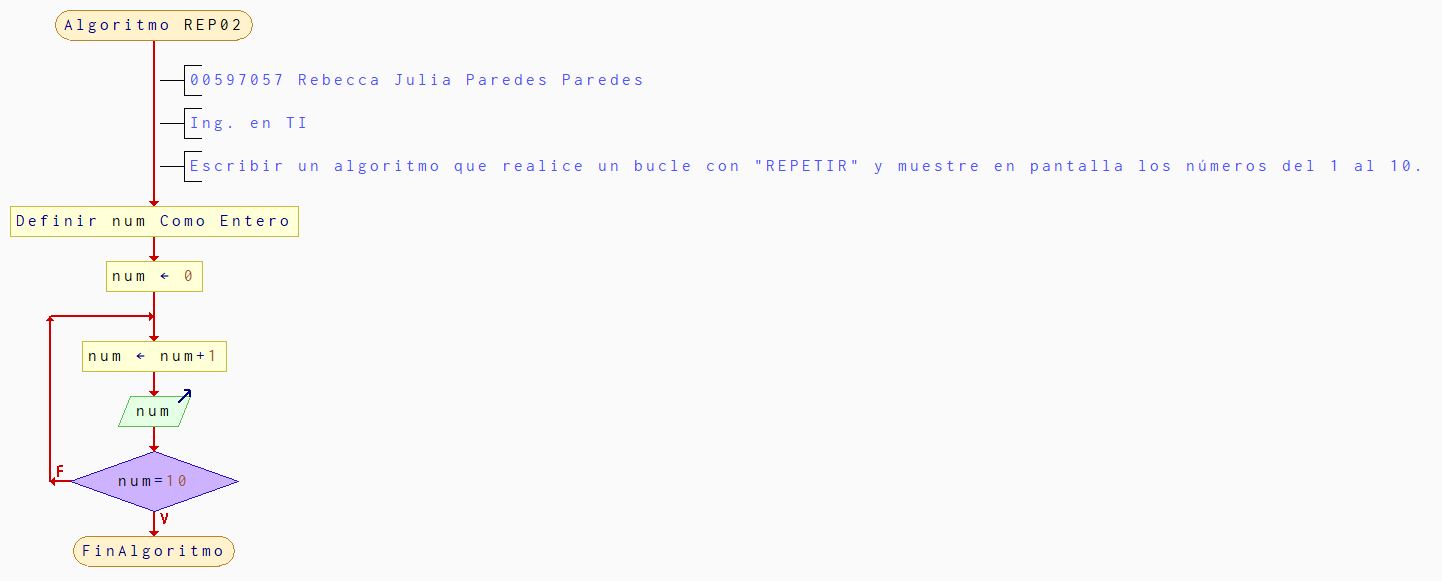 Algoritmo REP02
00597057 Rebecca Julia Paredes Paredes
Ing. en TI
Escribir un algoritmo que realice un bucle con "REPETIR" y muestre en pantalla los números del 1 al 10.
Definir num Como Entero
num ← 0
num ← num+1
num
F
num=10
V
FinAlgoritmo